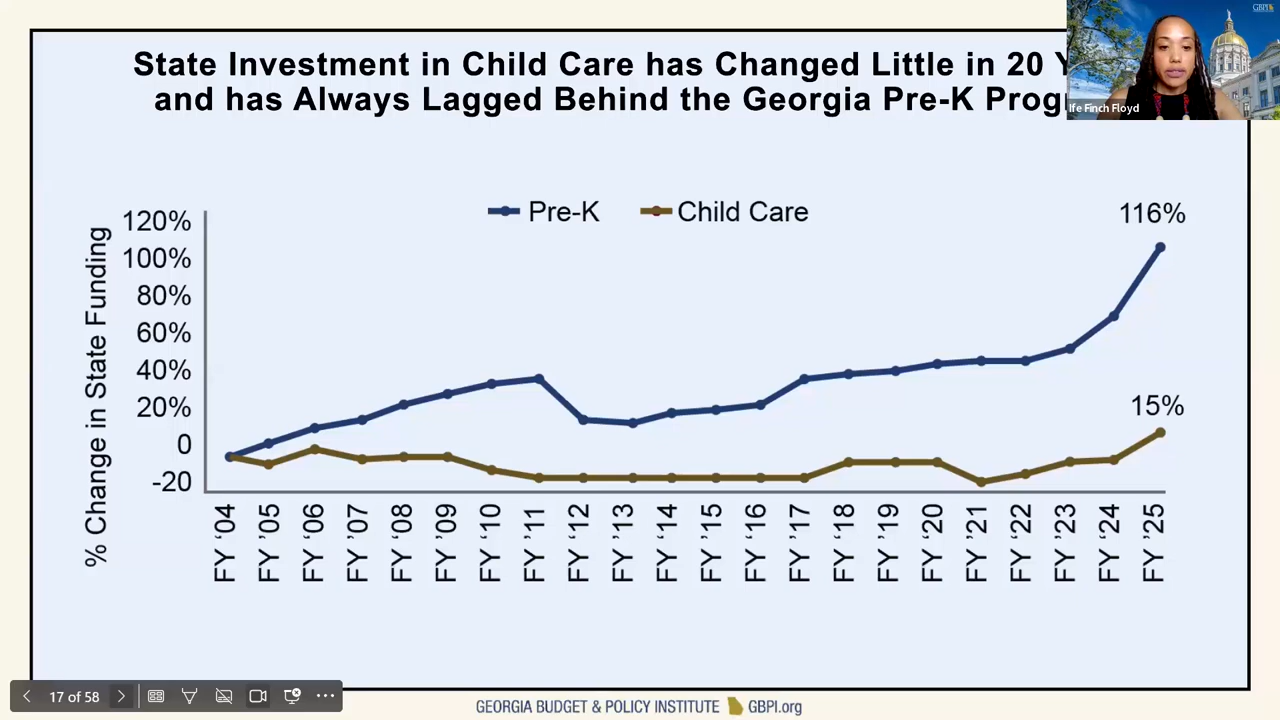 State Investment in Child Care has Changed Little in 20
and has Always Lagged Behind the Georgia Pre-K
GBPI
Ife Finch Floyd
Pre-K
Child Care
116%
15%
% Change in State Funding
120%
100%
80%
60%
40%
20%
0
-20
FY ‘04
FY ’05
FY ‘06
FY ’07
FY ‘08
FY ’09
FY ‘10
FY ’11
FY ‘12
FY ’13
FY ‘14
FY ’15
FY ‘16
FY ’17
FY ‘18
FY ’19
FY ‘20
FY ’21
FY ‘22
FY ’23
FY ‘24
FY ’25
17 of 58
GEORGIA BUDGET & POLICY INSTITUTE GBPI.org